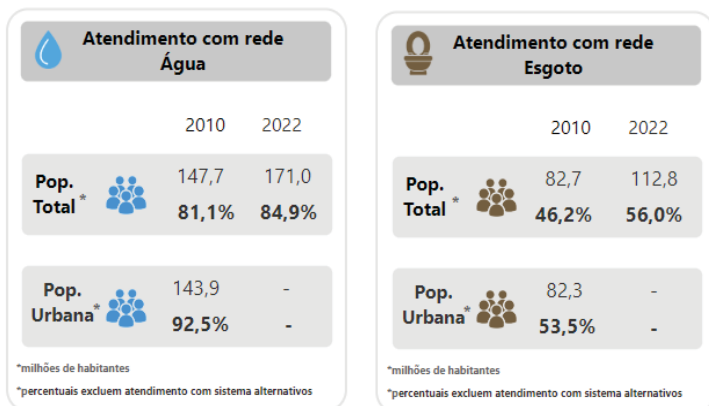 Atendimento com rede
Água
2010 2022
Pop.
Total *
147,7 171,0
81,1% 84,9%
Pop.
Urbana*
143,9 -
92,5% -
*milhões de habitantes
*percentuais excluem atendimento com sistema alternativos
Atendimento com rede
Esgoto
2010 2022
Pop.
Total *
82,7 112,8
46,2% 56,0%
Pop.
Urbana*
82,3 -
53,5% -
*milhões de habitantes
*percentuais excluem atendimento com sistema alternativos